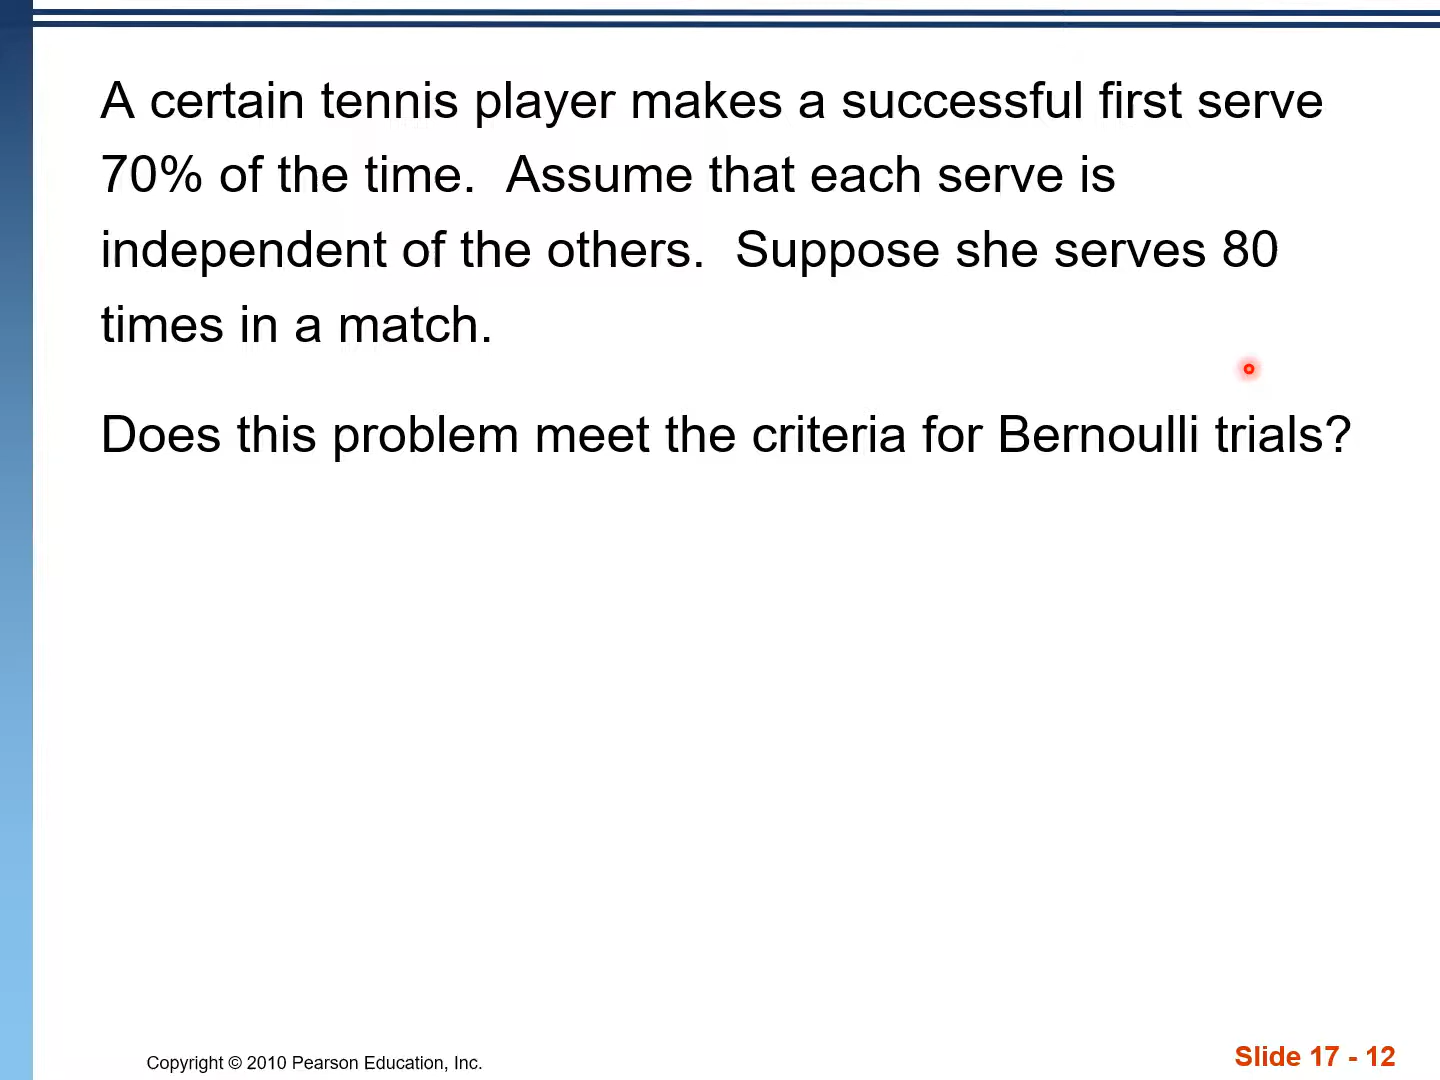 A certain tennis player makes a successful first serve
70% of the time.  Assume that each serve is
independent of the others.  Suppose she serves 80
times in a match.
Does this problem meet the criteria for Bernoulli trials?
Copyright © 2010 Pearson Education, Inc.
Slide 17 - 12